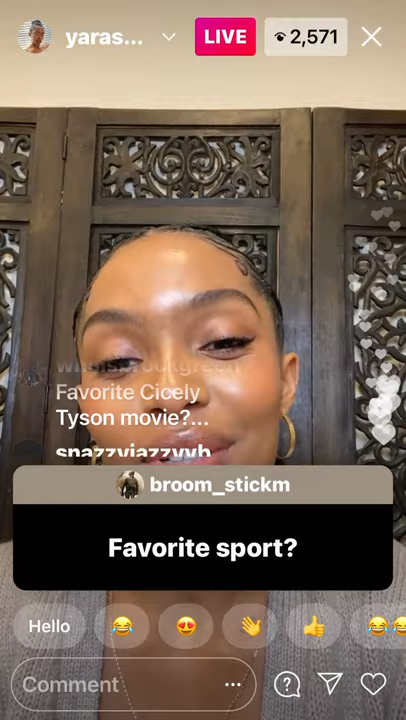 yaras...
LIVE
2,571
Favorite Cicely
Tyson movie?...
broom_stickm
Favorite sport?
Hello
Comment